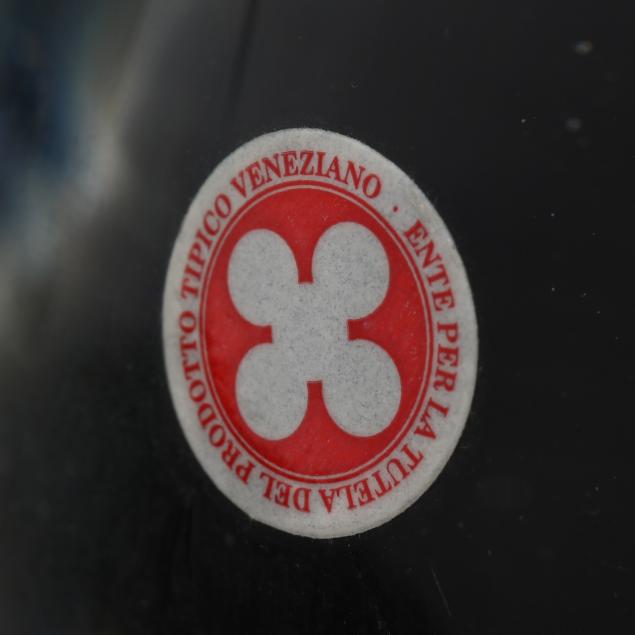 ENTE PER LA TUTELA DEL PRODOTTO TIPICO VENEZIANO ·